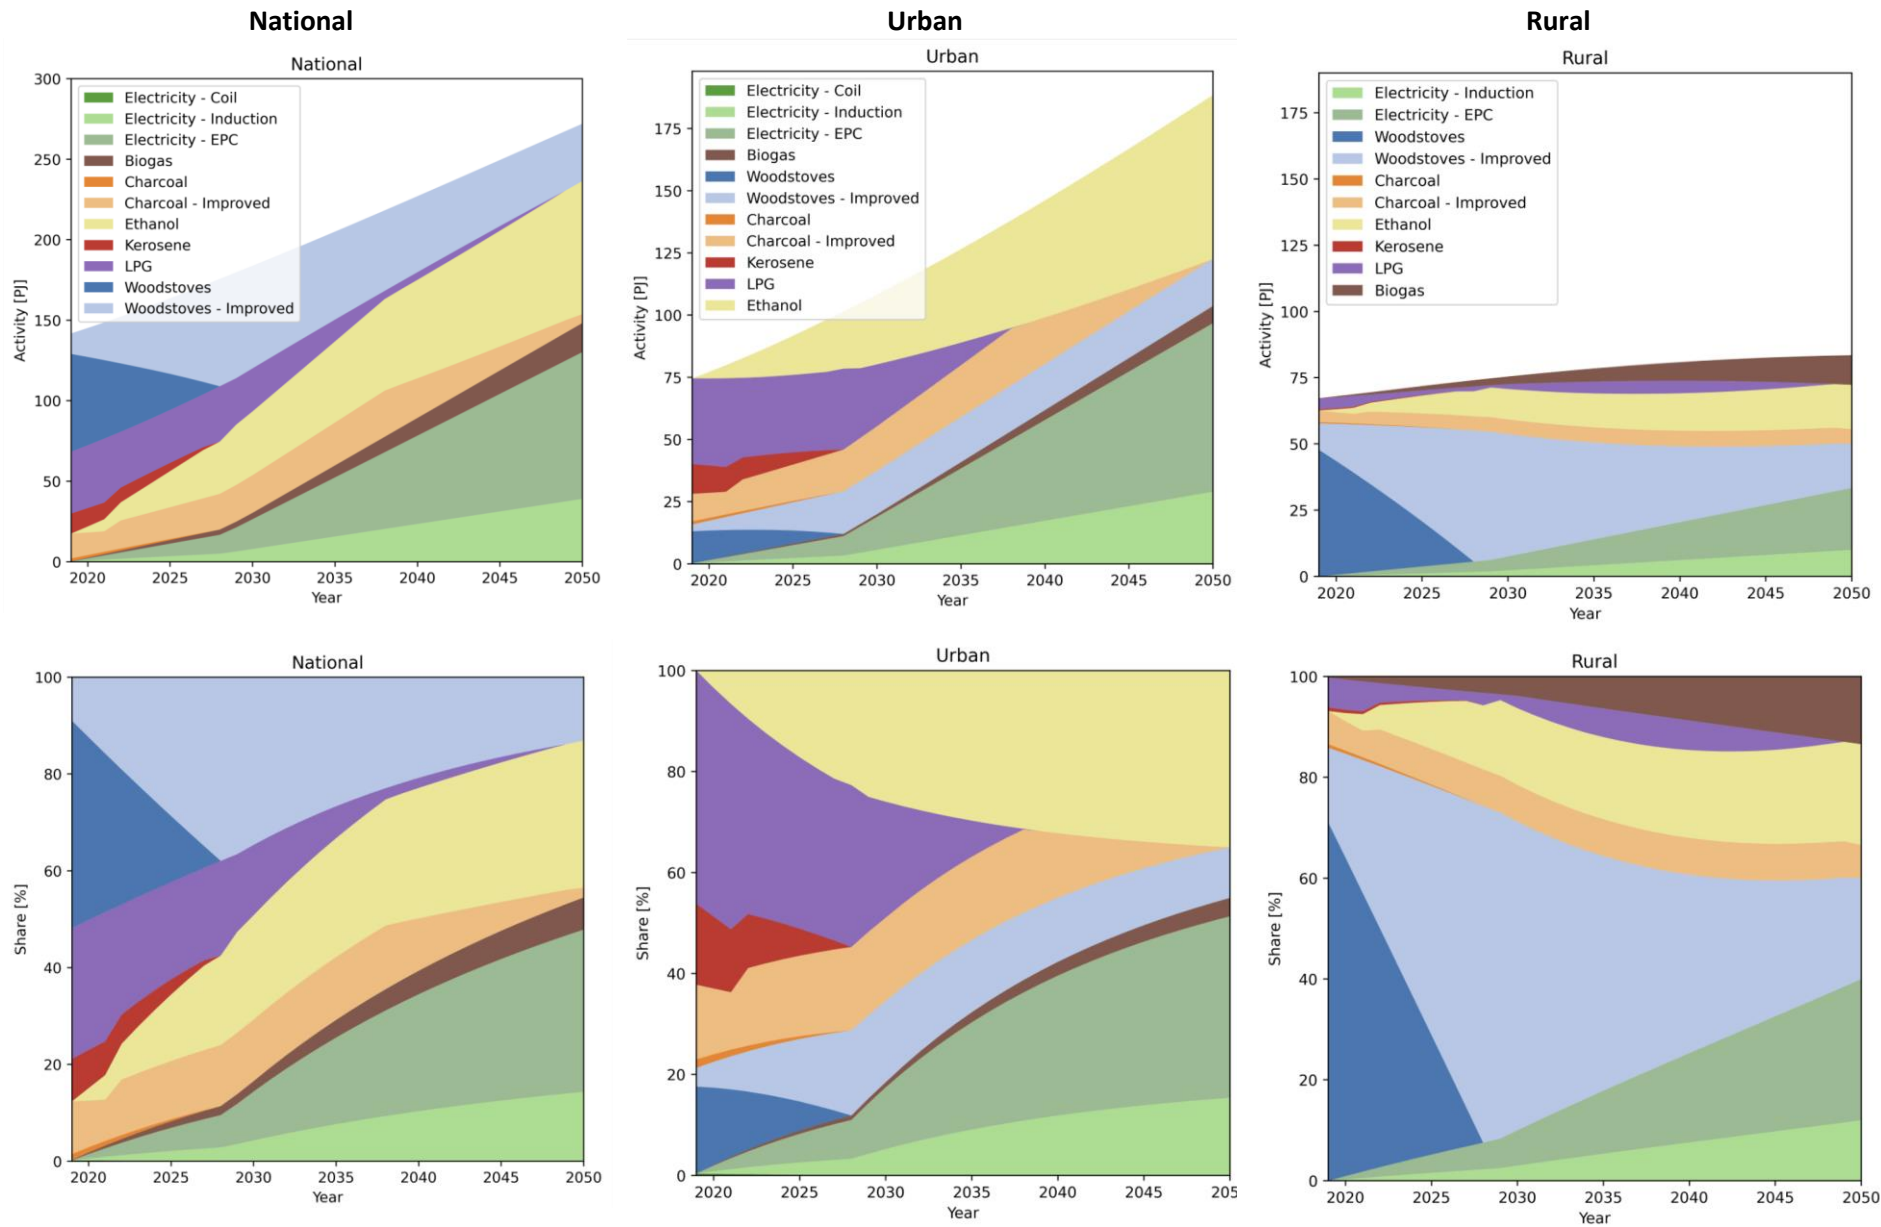 National
Urban
Rural
National
300
250
200
150
100
50
0
Activity [PJ]
Electricity - Coil
Electricity - Induction
Electricity - EPC
Biogas
Charcoal
Charcoal - Improved
Ethanol
Kerosene
LPG
Woodstoves
Woodstoves - Improved
2020 2025 2030 2035 2040 2045 2050
Year
Urban
175
150
125
100
75
50
25
0
Activity [PJ]
Electricity - Coil
Electricity - Induction
Electricity - EPC
Biogas
Woodstoves
Woodstoves - Improved
Charcoal
Charcoal - Improved
Kerosene
LPG
Ethanol
2020 2025 2030 2035 2040 2045 2050
Year
Rural
175
150
125
100
75
50
25
0
Activity [PJ]
Electricity - Induction
Electricity - EPC
Woodstoves
Woodstoves - Improved
Charcoal
Charcoal - Improved
Ethanol
Kerosene
LPG
Biogas
2020 2025 2030 2035 2040 2045 2050
Year
National
100
80
60
40
20
0
Share [%]
2020 2025 2030 2035 2040 2045 2050
Year
Urban
100
80
60
40
20
0
Share [%]
2020 2025 2030 2035 2040 2045 205
Year
Rural
100
80
60
40
20
0
Share [%]
2020 2025 2030 2035 2040 2045 2050
Year